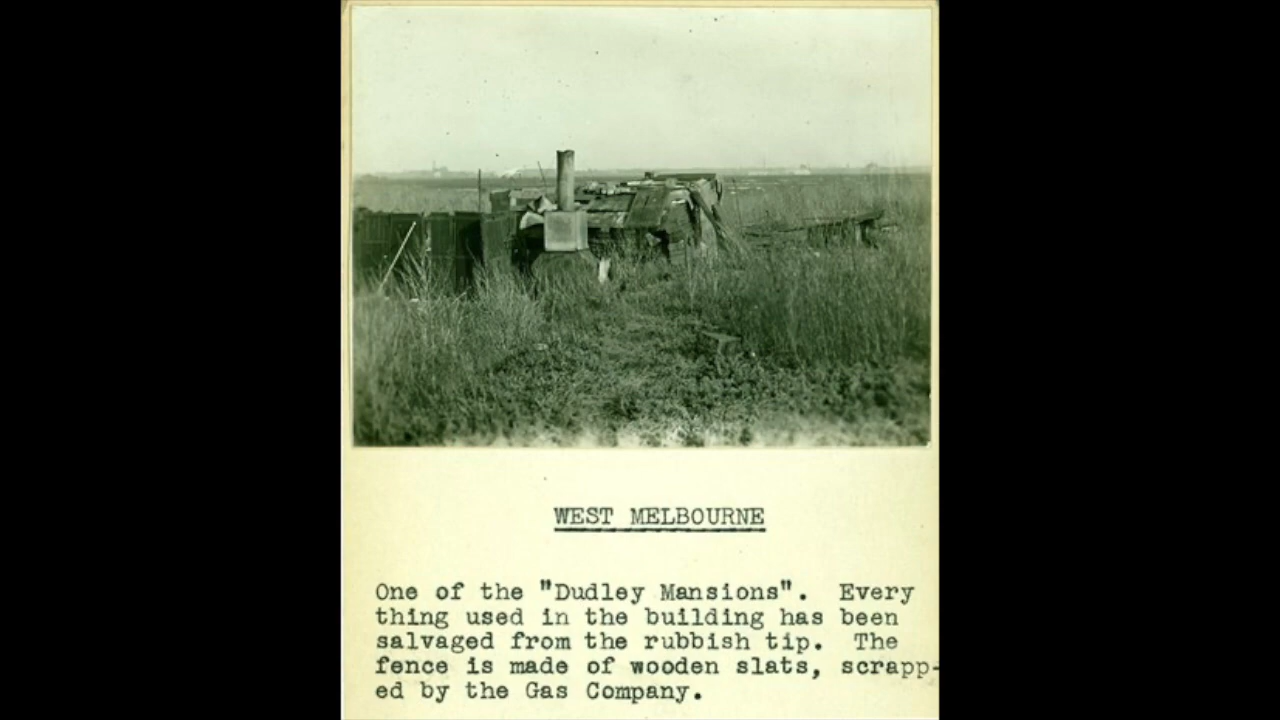 WEST MELBOURNE
One of the "Dudley Mansions". Every
thing used in the building has been
salvaged from the rubbish tip. The
fence is made of wooden slats, scrapp-
ed by the Gas Company.